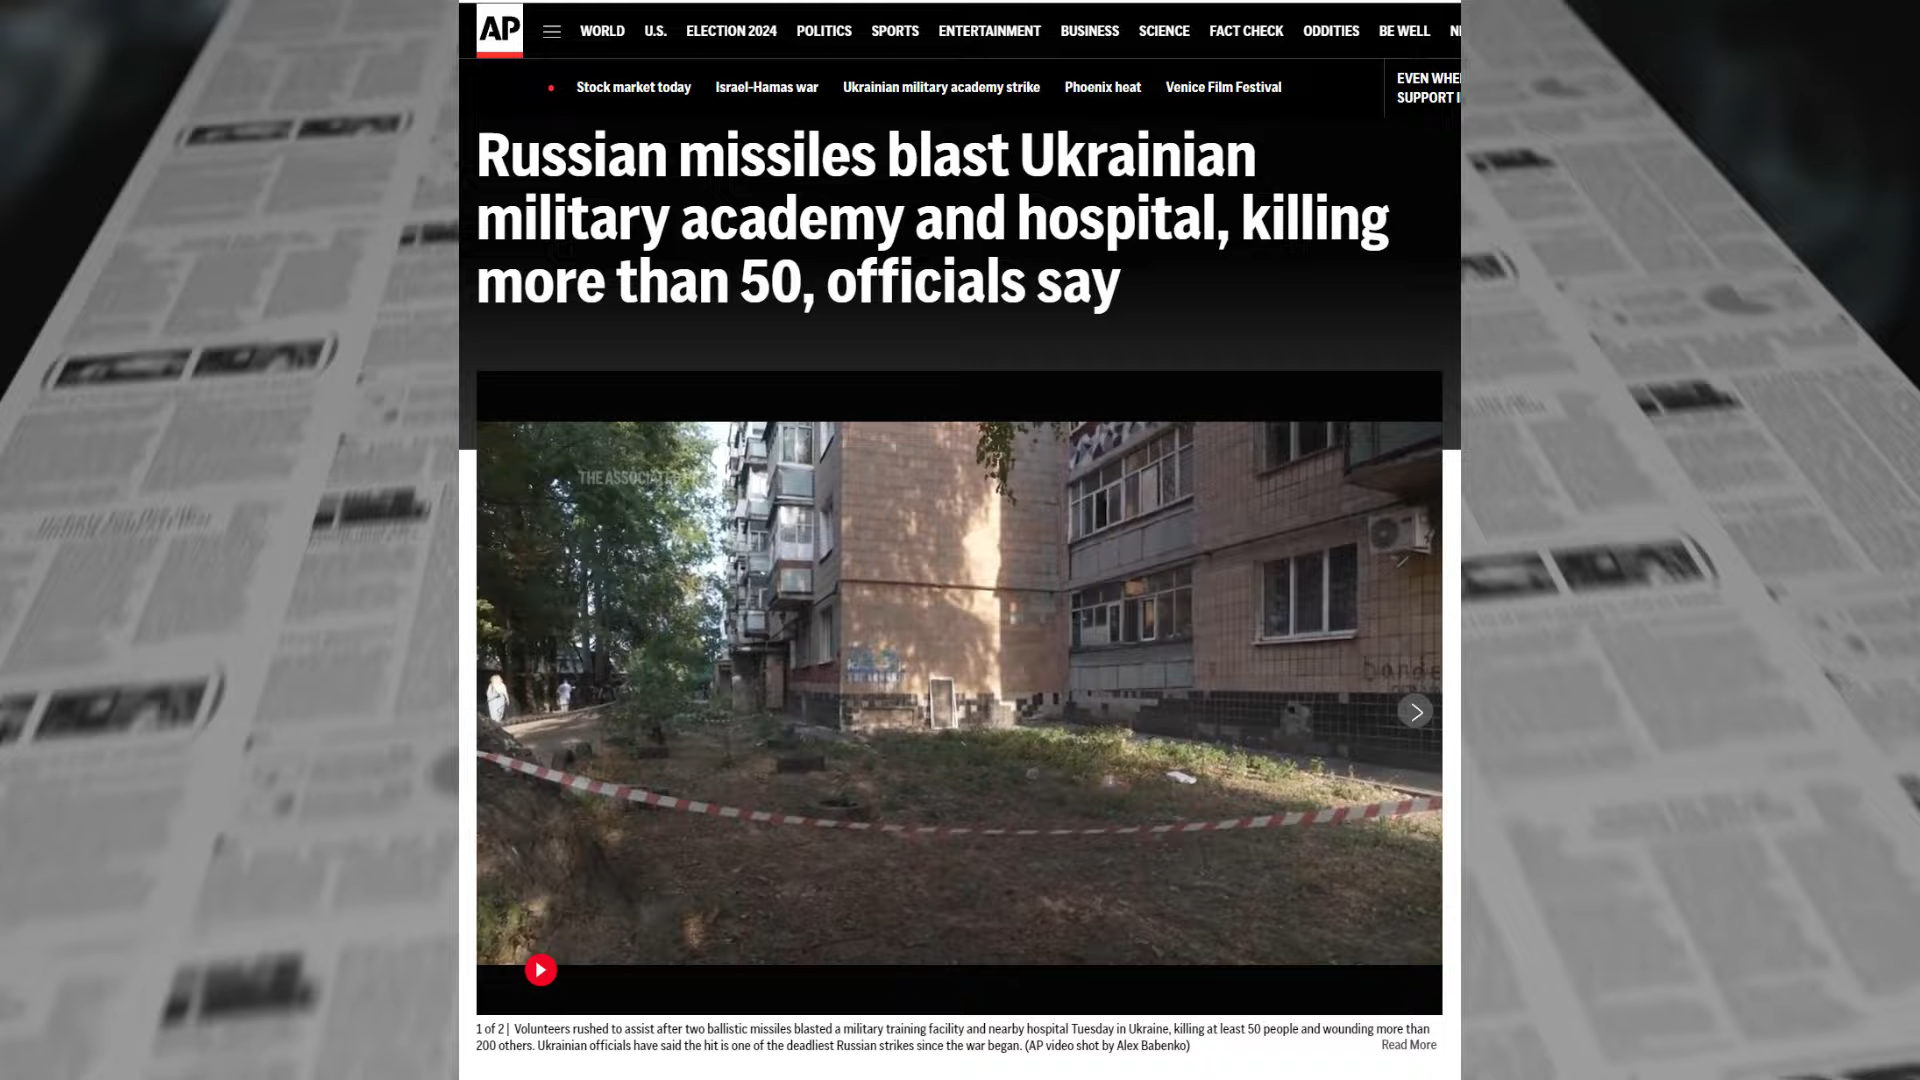 AP
WORLD U.S. ELECTION 2024 POLITICS SPORTS ENTERTAINMENT BUSINESS SCIENCE FACT CHECK ODDITIES BE WELL
Stock market today Israel-Hamas war Ukrainian military academy strike Phoenix heat Venice Film Festival
EVEN
SUPPORT
Russian missiles blast Ukrainian
military academy and hospital, killing
more than 50, officials say
THE ASSOCIATED
1 of 2 | Volunteers rushed to assist after two ballistic missiles blasted a military training facility and nearby hospital Tuesday in Ukraine, killing at least 50 people and wounding more than
200 others. Ukrainian officials have said the hit is one of the deadliest Russian strikes since the war began. (AP video shot by Alex Babenko)
Read More